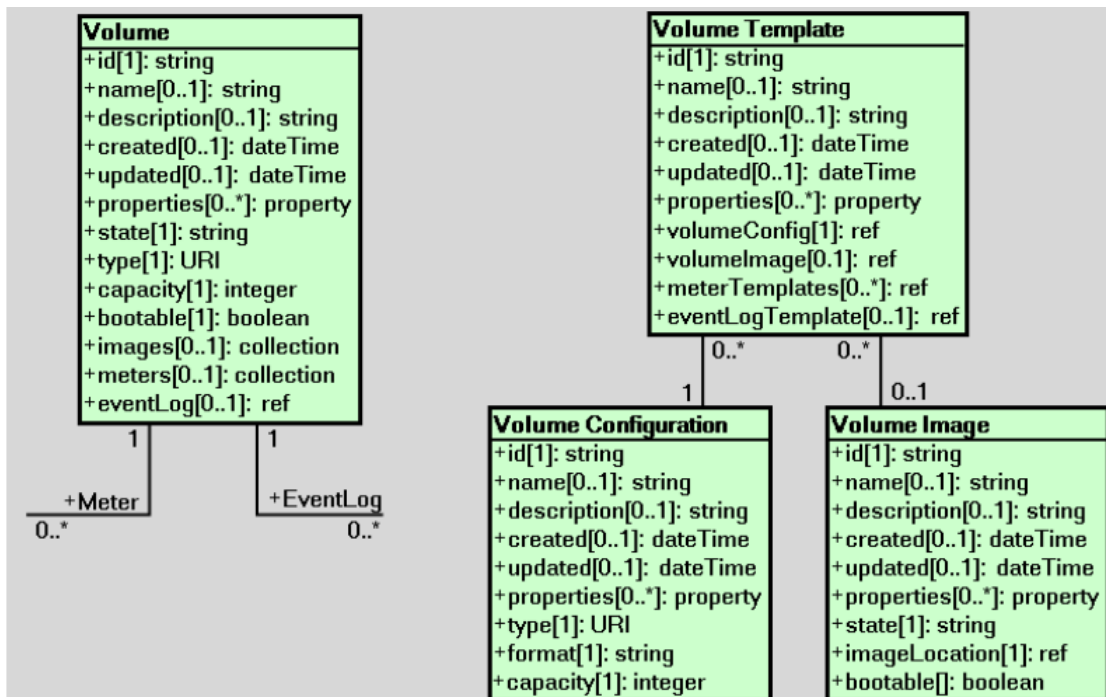 Volume
+id[1]: string
+name[0..1]: string
+description[0..1]: string
+created[0..1]: dateTime
+updated[0..1]: dateTime
+properties[0..*]: property
+state[1]: string
+type[1]: URI
+capacity[1]: integer
+bootable[1]: boolean
+images[0..1]: collection
+meters[0..1]: collection
+eventLog[0..1]: ref
1
1
+Meter
+EventLog
0..*
0..*
Volume Template
+id[1]: string
+name[0..1]: string
+description[0..1]: string
+created[0..1]: dateTime
+updated[0..1]: dateTime
+properties[0..*]: property
+volumeConfig[1]: ref
+volumeImage[0.1]: ref
+meterTemplates[0..*]: ref
+eventLogTemplate[0..1]: ref
0..*
0..*
1
0..1
Volume Configuration
+id[1]: string
+name[0..1]: string
+description[0..1]: string
+created[0..1]: dateTime
+updated[0..1]: dateTime
+properties[0..*]: property
+type[1]: URI
+format[1]: string
+capacity[1]: integer
Volume Image
+id[1]: string
+name[0..1]: string
+description[0..1]: string
+created[0..1]: dateTime
+updated[0..1]: dateTime
+properties[0..*]: property
+state[1]: string
+imageLocation[1]: ref
+bootable[]: boolean